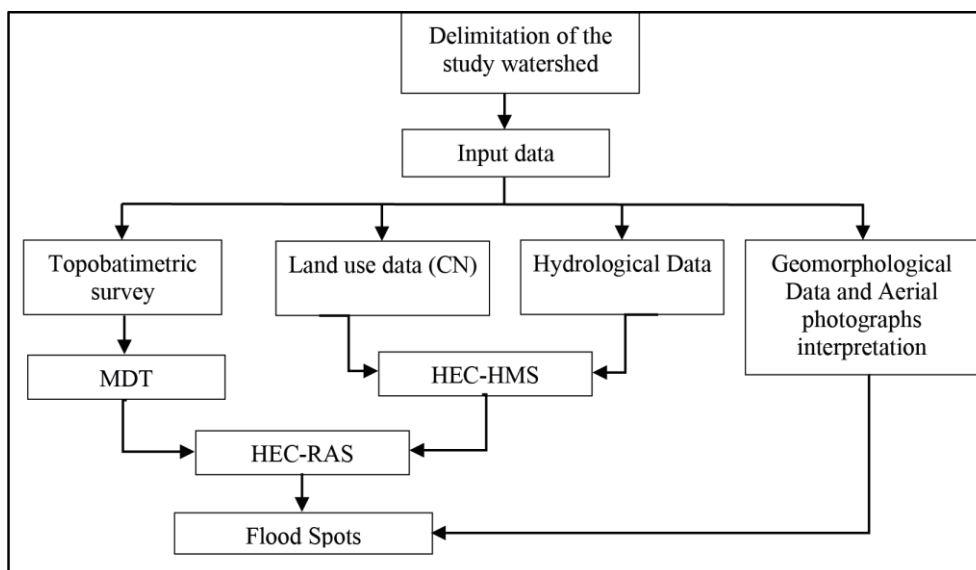 Delimitation of the
study watershed
Input data
Topobatimetric
survey
Land use data (CN)
Hydrological Data
Geomorphological
Data and Aerial
photographs
interpretation
MDT
HEC-HMS
HEC-RAS
Flood Spots